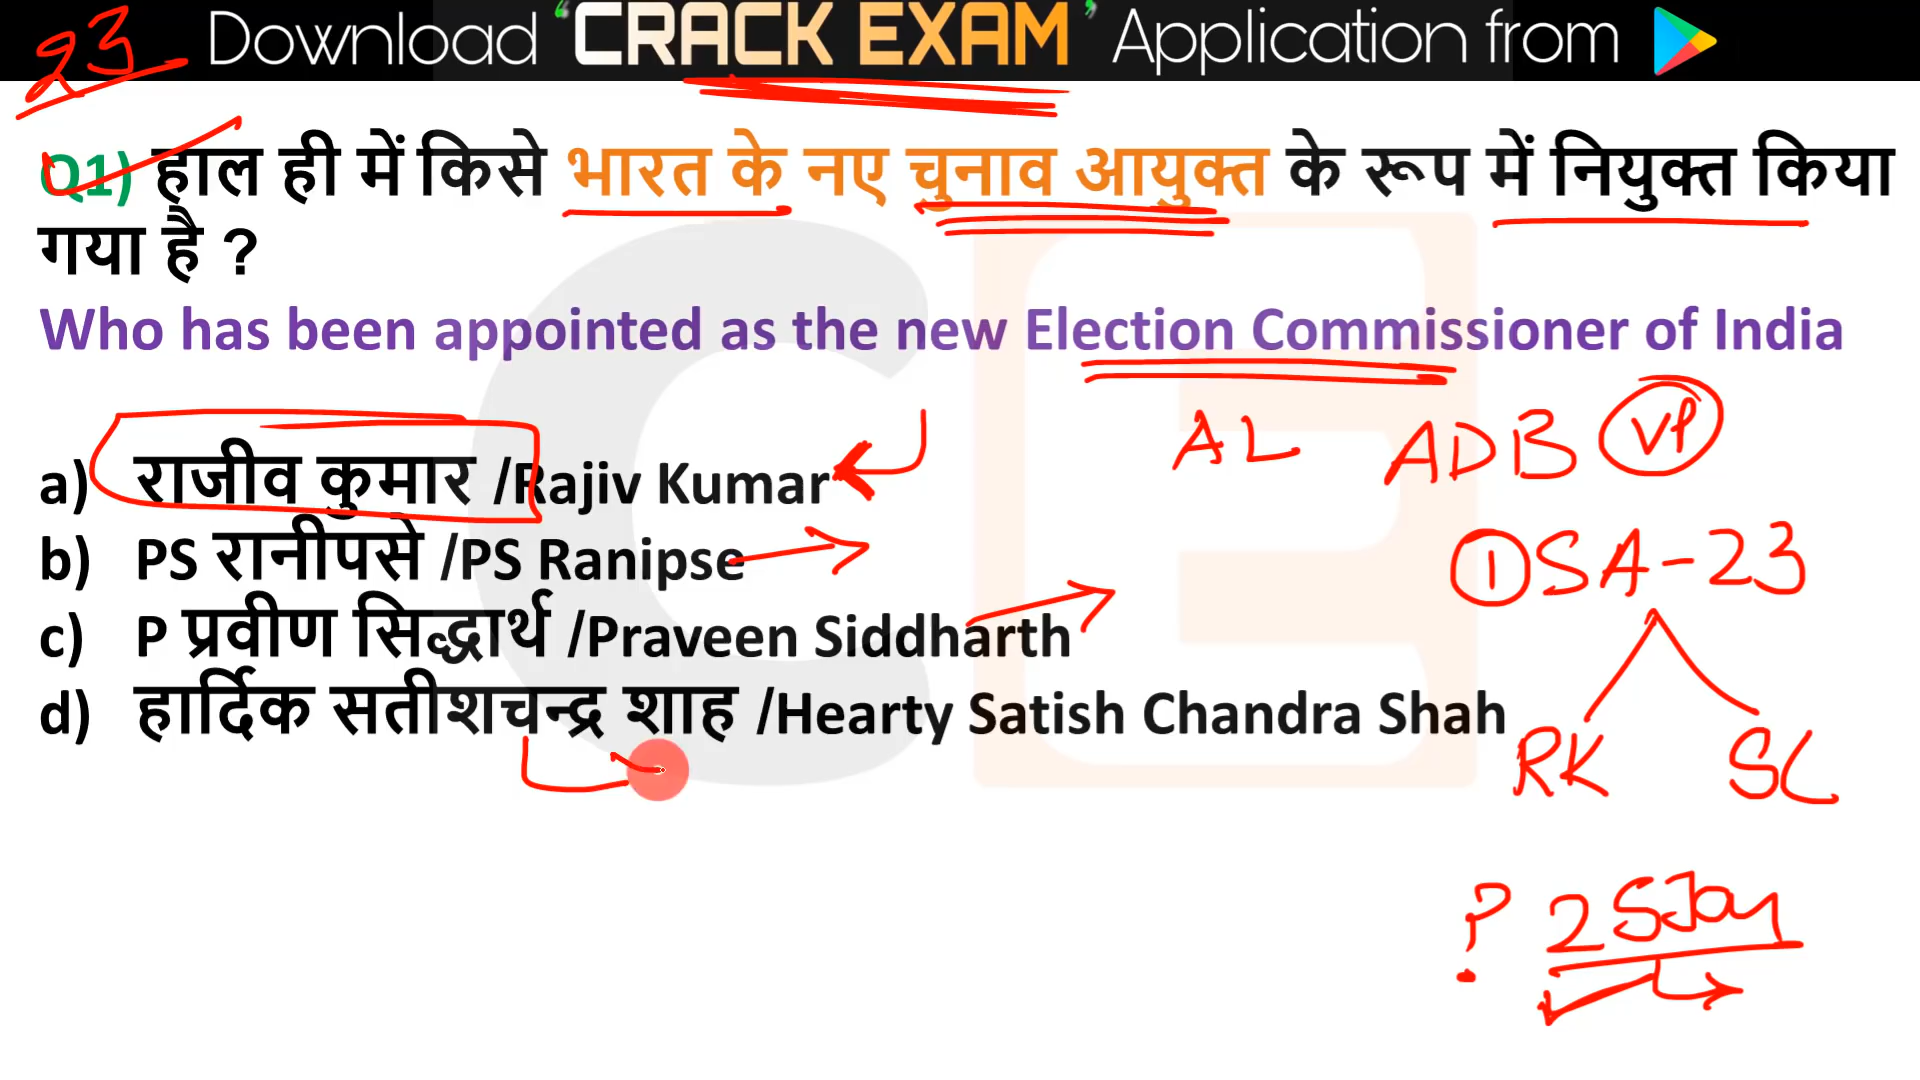 23 Download ‘CRACK EXAM’ Application from
Q1) हाल ही में किसे भारत के नए चुनाव आयुक्त के रूप में नियुक्त किया
गया है ?
Who has been appointed as the new Election Commissioner of India
AL ADB VP
a) राजीव कुमार /Rajiv Kumar
b) PS रानीपसे /PS Ranipse
1 SA-23
c) P प्रवीण सिद्धार्थ /Praveen Siddharth
d) हार्दिक सतीशचन्द्र शाह /Hearty Satish Chandra Shah
RK SC
? 25 Jan